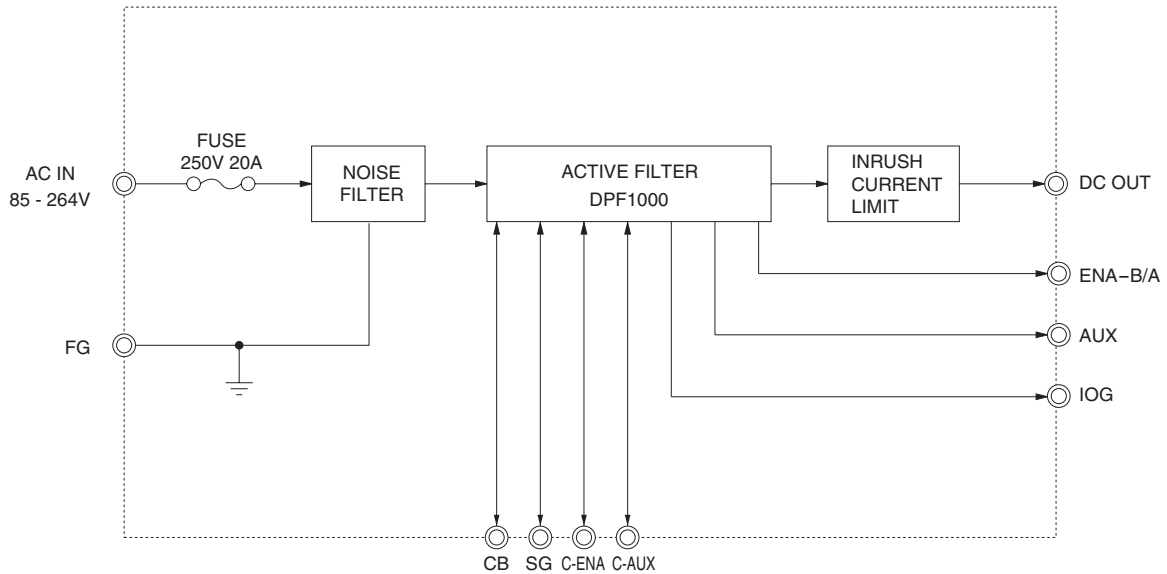 FUSE
250V 20A
AC IN
85 - 264V
NOISE
FILTER
ACTIVE FILTER
DPF1000
INRUSH
CURRENT
LIMIT
DC OUT
ENA-B/A
FG
AUX
IOG
CB SG C-ENA C-AUX